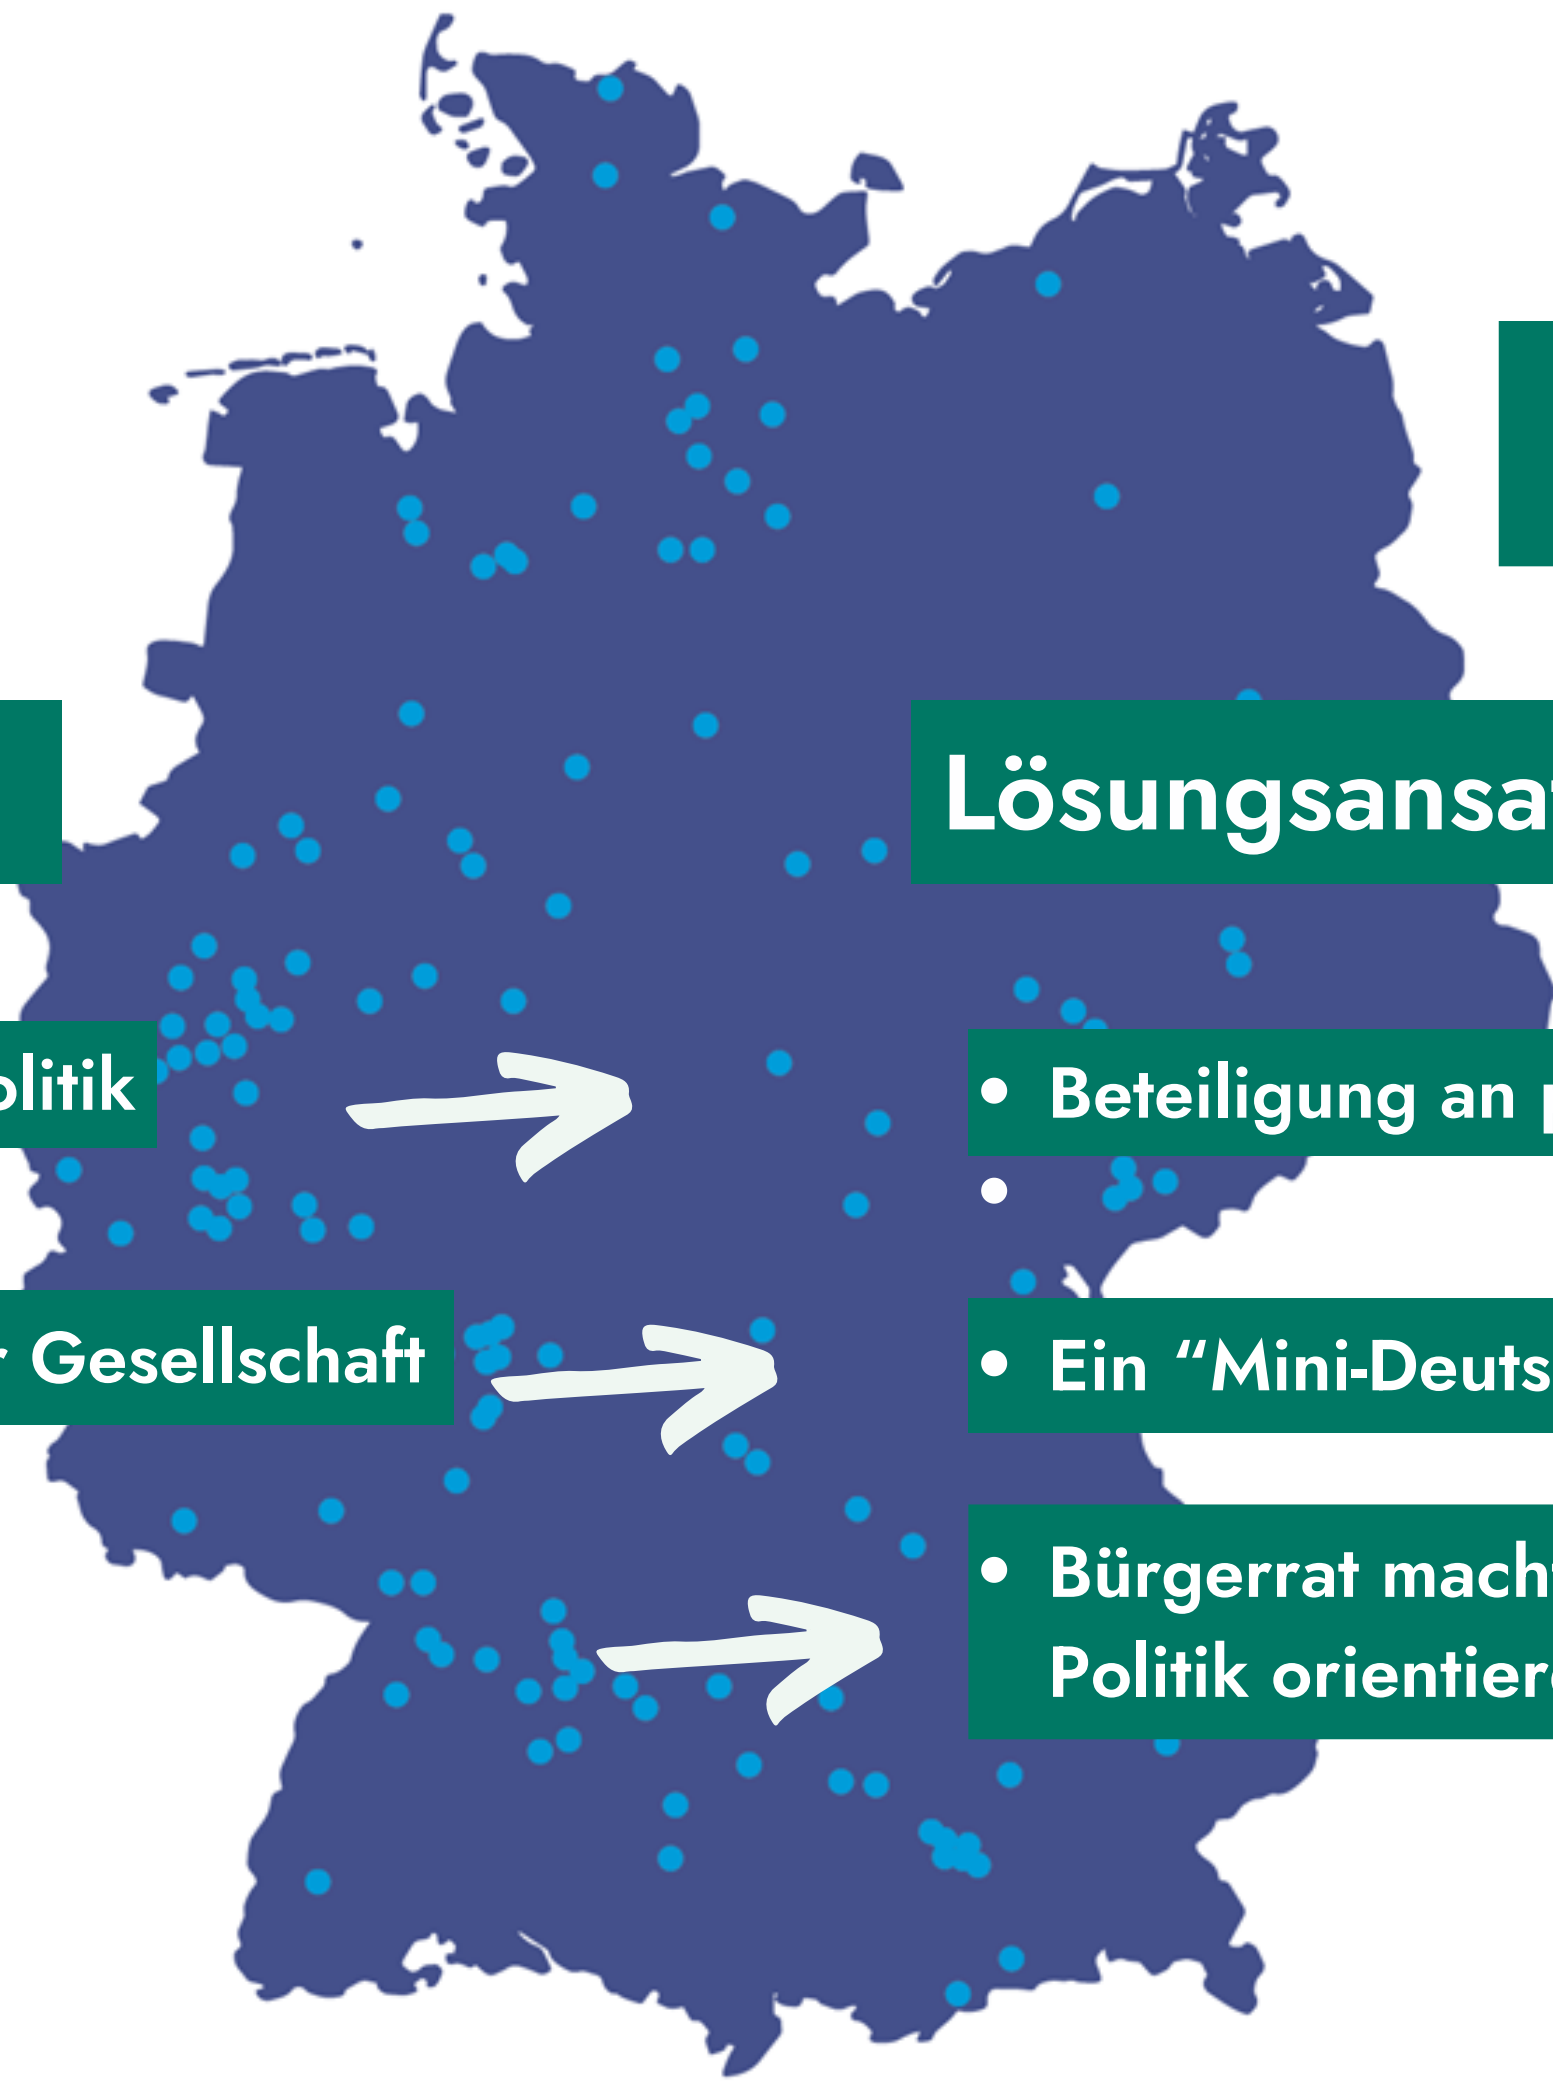 Lösungsansa
olitik
• Beteiligung an
•
Gesellschaft
• Ein “Mini-Deuts
• Bürgerrat mach
Politik orientier